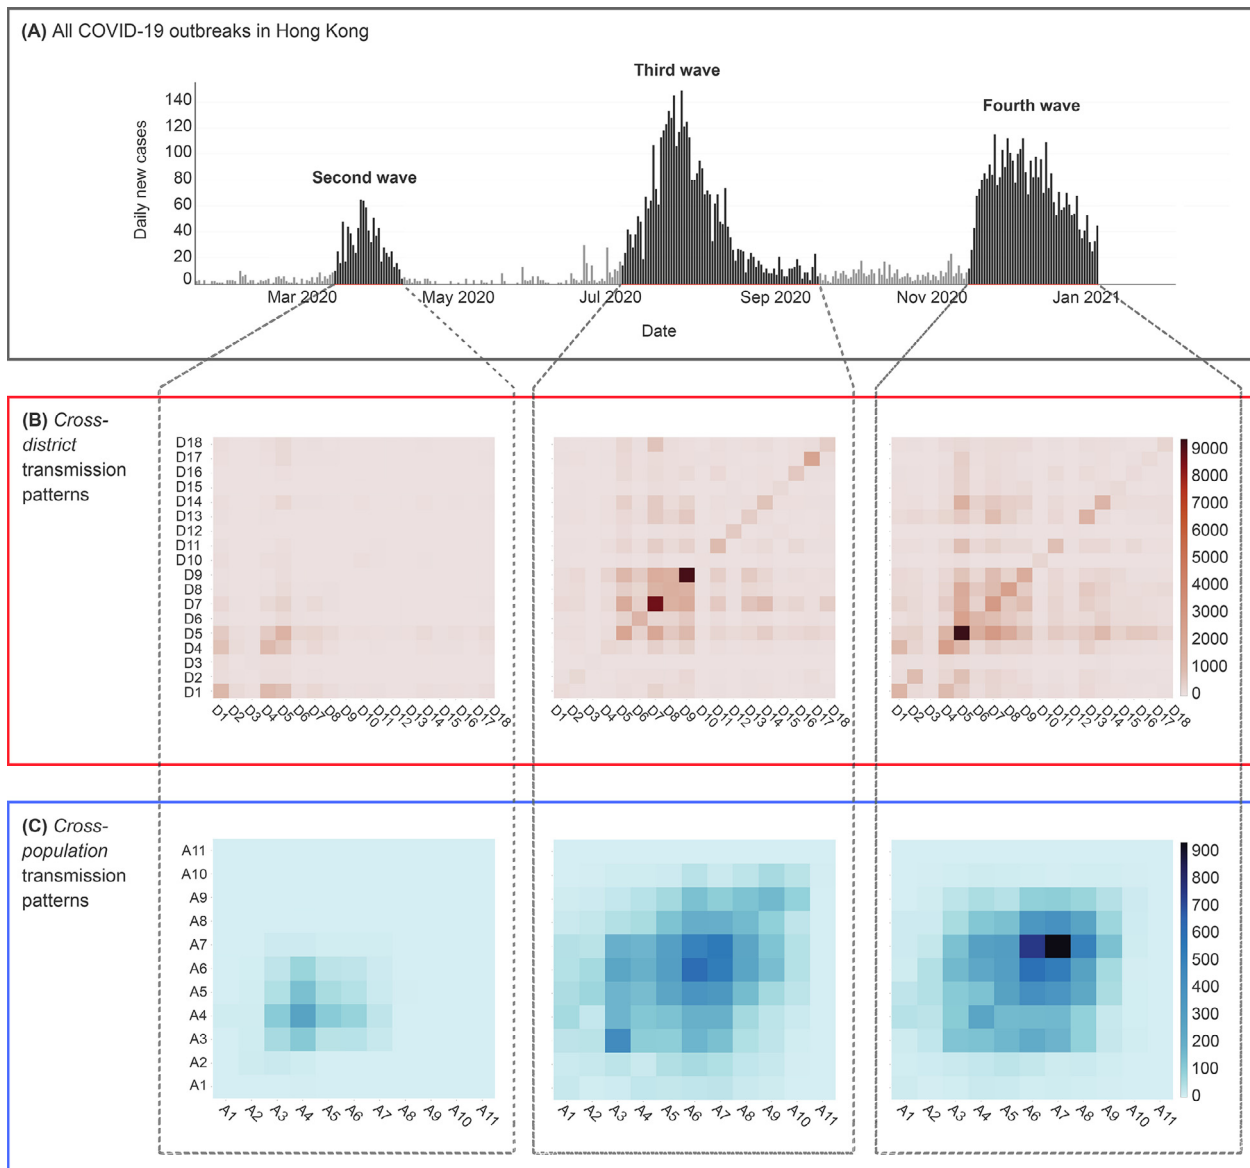 (A) All COVID-19 outbreaks in Hong Kong
Third wave
Fourth wave
Second wave
Daily new cases
140
120
100
80
60
40
20
0
Mar 2020 May 2020 Jul 2020 Sep 2020 Nov 2020 Jan 2021
Date
(B) Cross-
district
transmission
patterns
D18
D17
D16
D15
D14
D13
D12
D11
D10
D9
D8
D7
D6
D5
D4
D3
D2
D1
D1 D2 D3 D4 D5 D6 D7 D8 D9 D10 D11 D12 D13 D14 D15 D16 D17 D18
D1 D2 D3 D4 D5 D6 D7 D8 D9 D10 D11 D12 D13 D14 D15 D16 D17 D18
D1 D2 D3 D4 D5 D6 D7 D8 D9 D10 D11 D12 D13 D14 D15 D16 D17 D18
9000
8000
7000
6000
5000
4000
3000
2000
1000
0
(C) Cross-
population
transmission
patterns
A11
A10
A9
A8
A7
A6
A5
A4
A3
A2
A1
A1 A2 A3 A4 A5 A6 A7 A8 A9 A10 A11
A1 A2 A3 A4 A5 A6 A7 A8 A9 A10 A11
A1 A2 A3 A4 A5 A6 A7 A8 A9 A10 A11
900
800
700
600
500
400
300
200
100
0